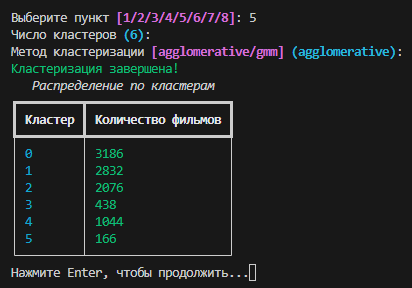 Выберите пункт [1/2/3/4/5/6/7/8]: 5
Число кластеров (6):
Метод кластеризации [agglomerative/gmm] (agglomerative):
Кластеризация завершена!
Распределение по кластерам
Кластер Количество фильмов
0 3186
1 2832
2 2076
3 438
4 1044
5 166
Нажмите Enter, чтобы продолжить...